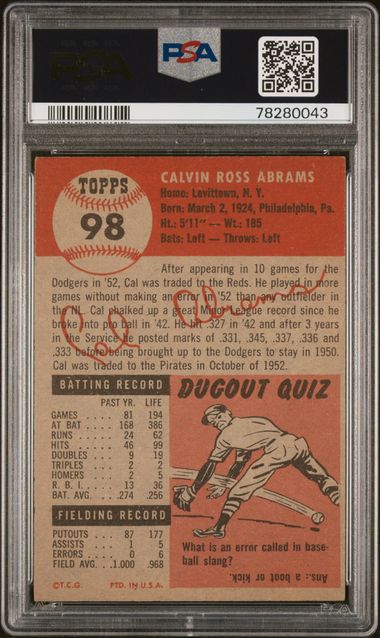 PSA
PSA
78280043
TOPPS
98
CALVIN ROSS ABRAMS
Home: Levittown, N. Y.
Born: March 2, 1924, Philadelphia, Pa.
Ht.: 5'11" — Wt.: 185
Bats: Left — Throws: Left
After appearing in 10 games for the
Dodgers in '52, Cal was traded to the Reds. He played in more
games without making an error in '52 than any outfielder in
the N.L. Cal chalked up a great Minor League record since he
broke into pro ball in '42. He hit .327 in '42 and after 3 years
in the Service he posted marks of .331, .345, .337, .336 and
.333 before being brought up to the Dodgers to stay in 1950.
Cal was traded to the Pirates in October of 1952.
Cal Abrams
BATTING RECORD
PAST YR. LIFE
GAMES 81 194
AT BAT 168 386
RUNS 24 62
HITS 46 99
DOUBLES 9 19
TRIPLES 2 2
HOMERS 2 5
R. B. I. 13 36
BAT. AVG. .274 .256
FIELDING RECORD
PUTOUTS 87 177
ASSISTS 1 5
ERRORS 0 6
FIELD AVG. 1.000 .968
©T.C.G. PTD. IN U.S.A.
DUGOUT QUIZ
What is an error called in base-
ball slang?
Ans.: a boot or kick.